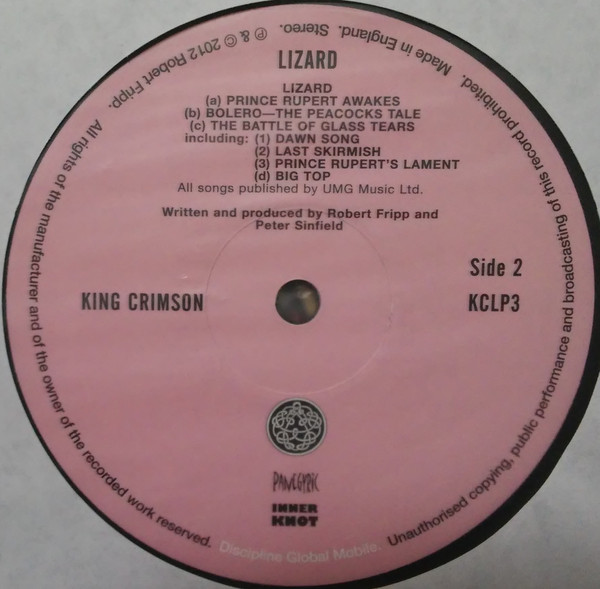 LIZARD
LIZARD
(a) PRINCE RUPERT AWAKES
(b) BOLERO—THE PEACOCKS TALE
(c) THE BATTLE OF GLASS TEARS
including: (1) DAWN SONG
(2) LAST SKIRMISH
(3) PRINCE RUPERT'S LAMENT
(d) BIG TOP
All songs published by UMG Music Ltd.
Written and produced by Robert Fripp and
Peter Sinfield
Side 2
KING CRIMSON
KCLP3
PANEGYRIC
INNER
KNOT
All rights of the manufacturer and of the owner of the recorded work reserved. Discipline Global Mobile. Unauthorised copying, public performance and broadcasting of this record prohibited. Made in England. Stereo. ℗ & © 2012 Robert Fripp.